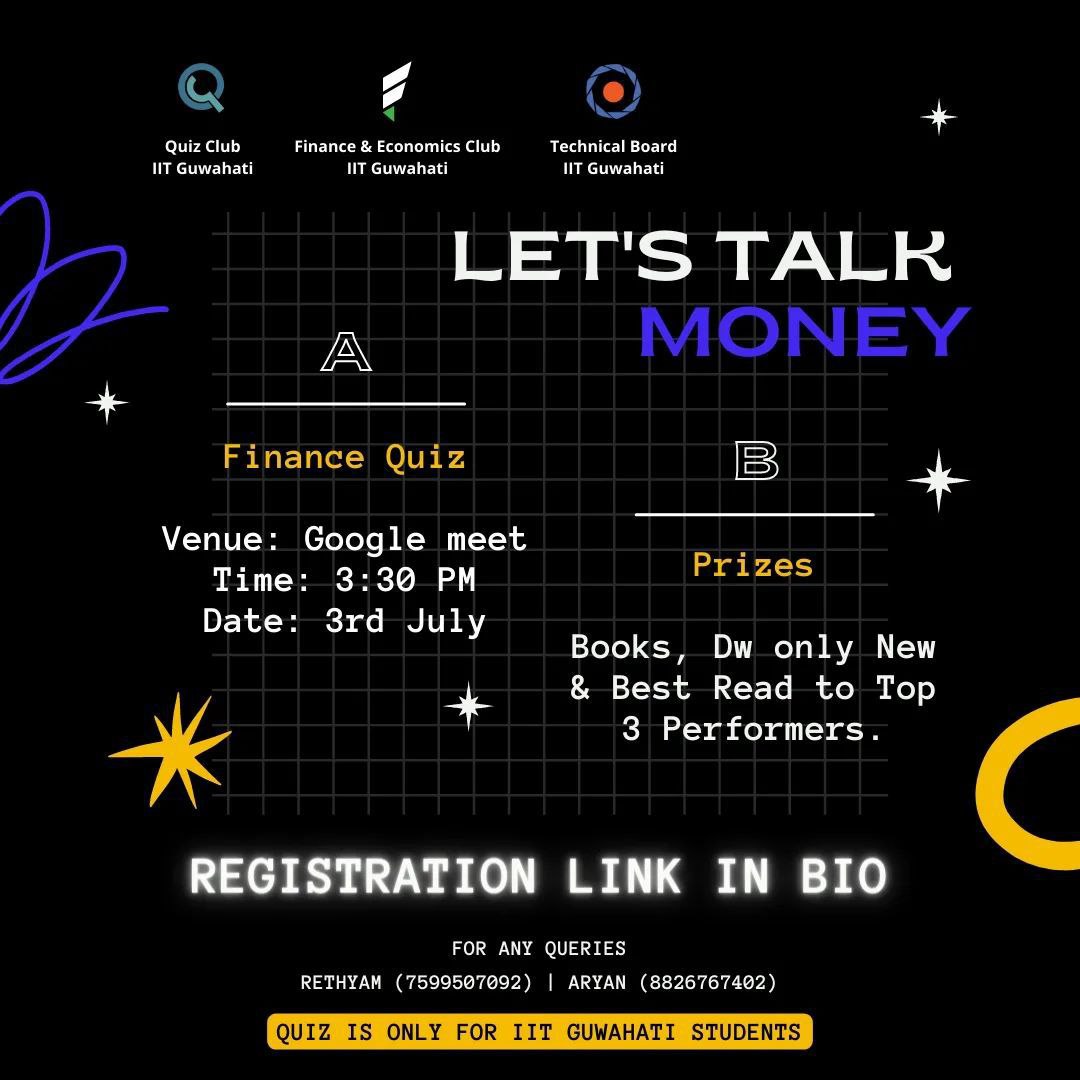 Quiz Club
IIT Guwahati
Finance & Economics Club
IIT Guwahati
Technical Board
IIT Guwahati
LET'S TALK
MONEY
A
Finance Quiz
Venue: Google meet
Time: 3:30 PM
Date: 3rd July
B
Prizes
Books, Dw only New
& Best Read to Top
3 Performers.
REGISTRATION LINK IN BIO
FOR ANY QUERIES
RETHYAM (7599507092) | ARYAN (8826767402)
QUIZ IS ONLY FOR IIT GUWAHATI STUDENTS